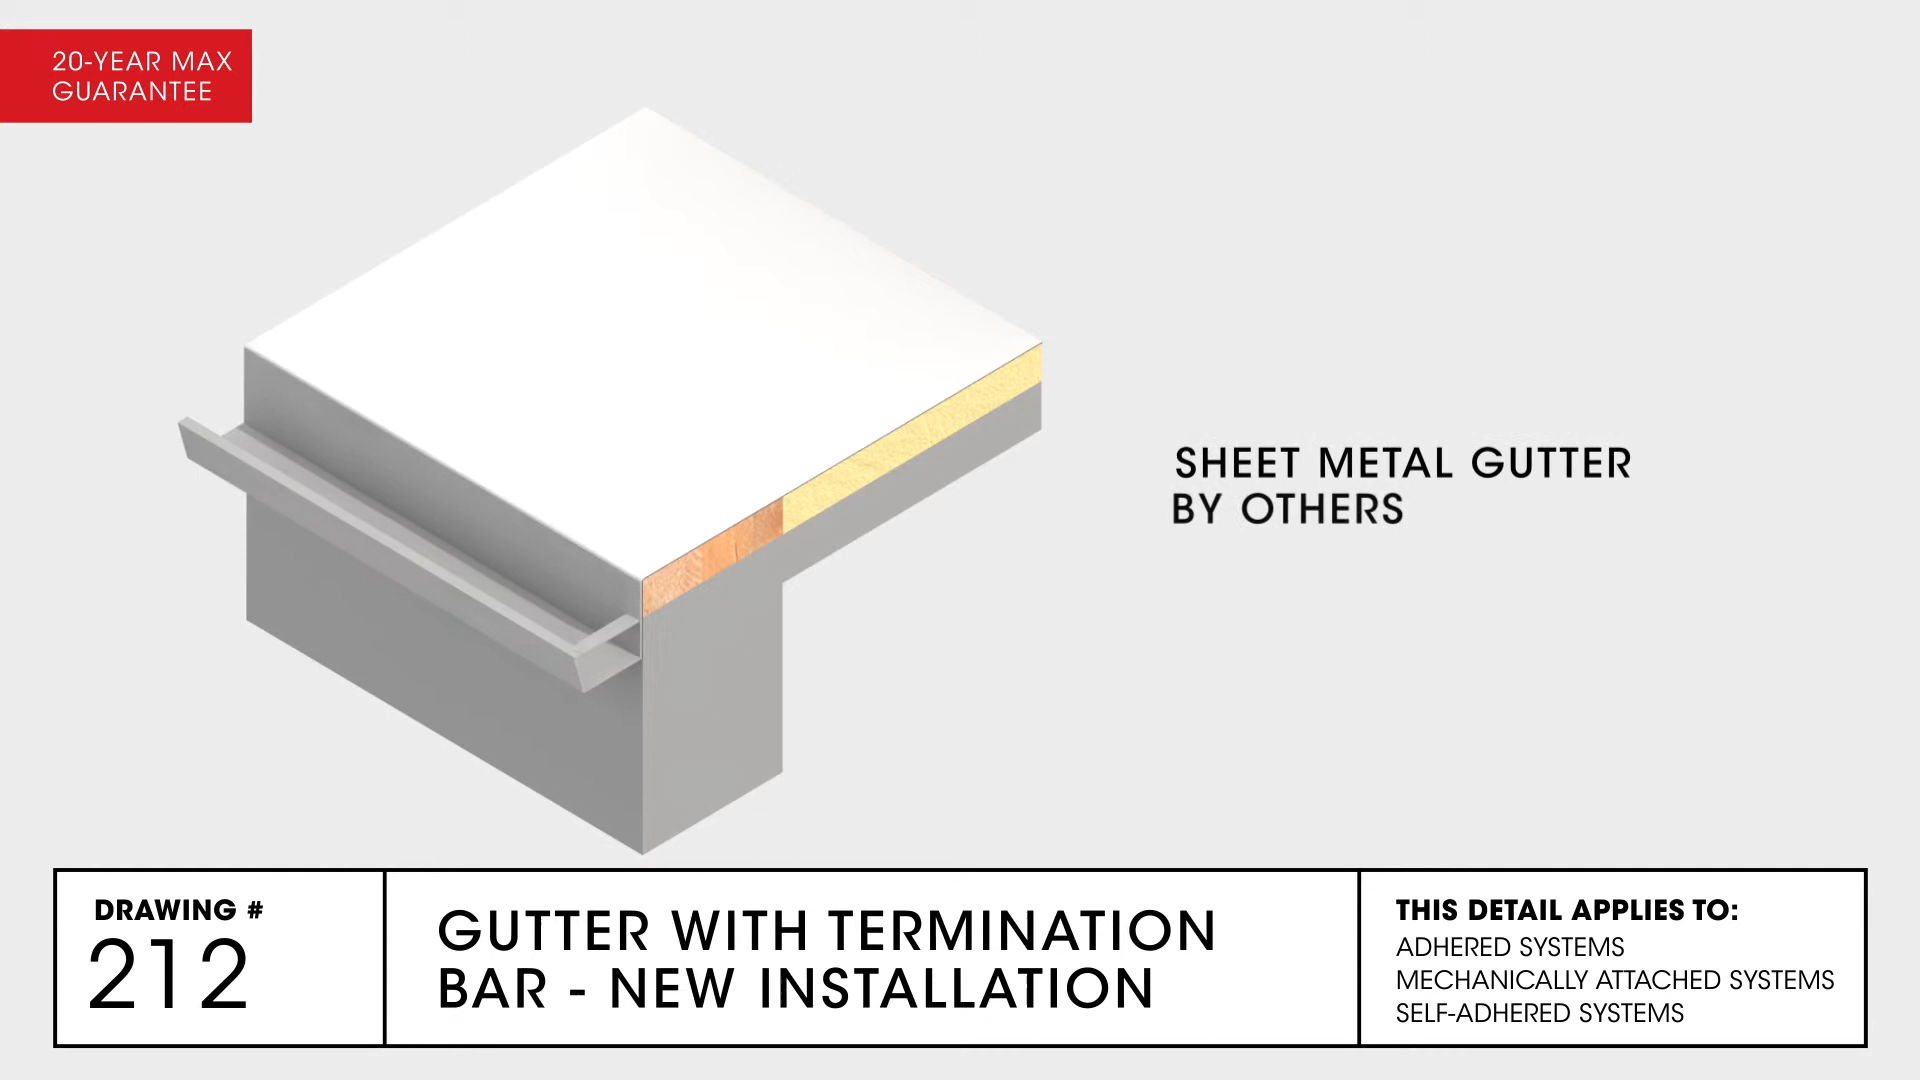 20-YEAR MAX
GUARANTEE
SHEET METAL GUTTER
BY OTHERS
DRAWING #
212
GUTTER WITH TERMINATION
BAR - NEW INSTALLATION
THIS DETAIL APPLIES TO:
ADHERED SYSTEMS
MECHANICALLY ATTACHED SYSTEMS
SELF-ADHERED SYSTEMS